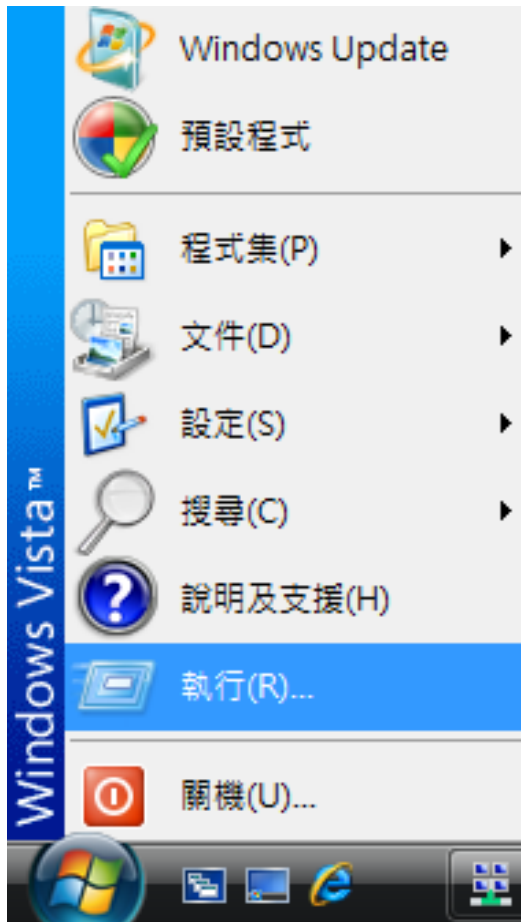 Windows Update
預設程式
程式集(P)
文件(D)
設定(S)
搜尋(C)
說明及支援(H)
執行(R)...
關機(U)...
Windows Vista™